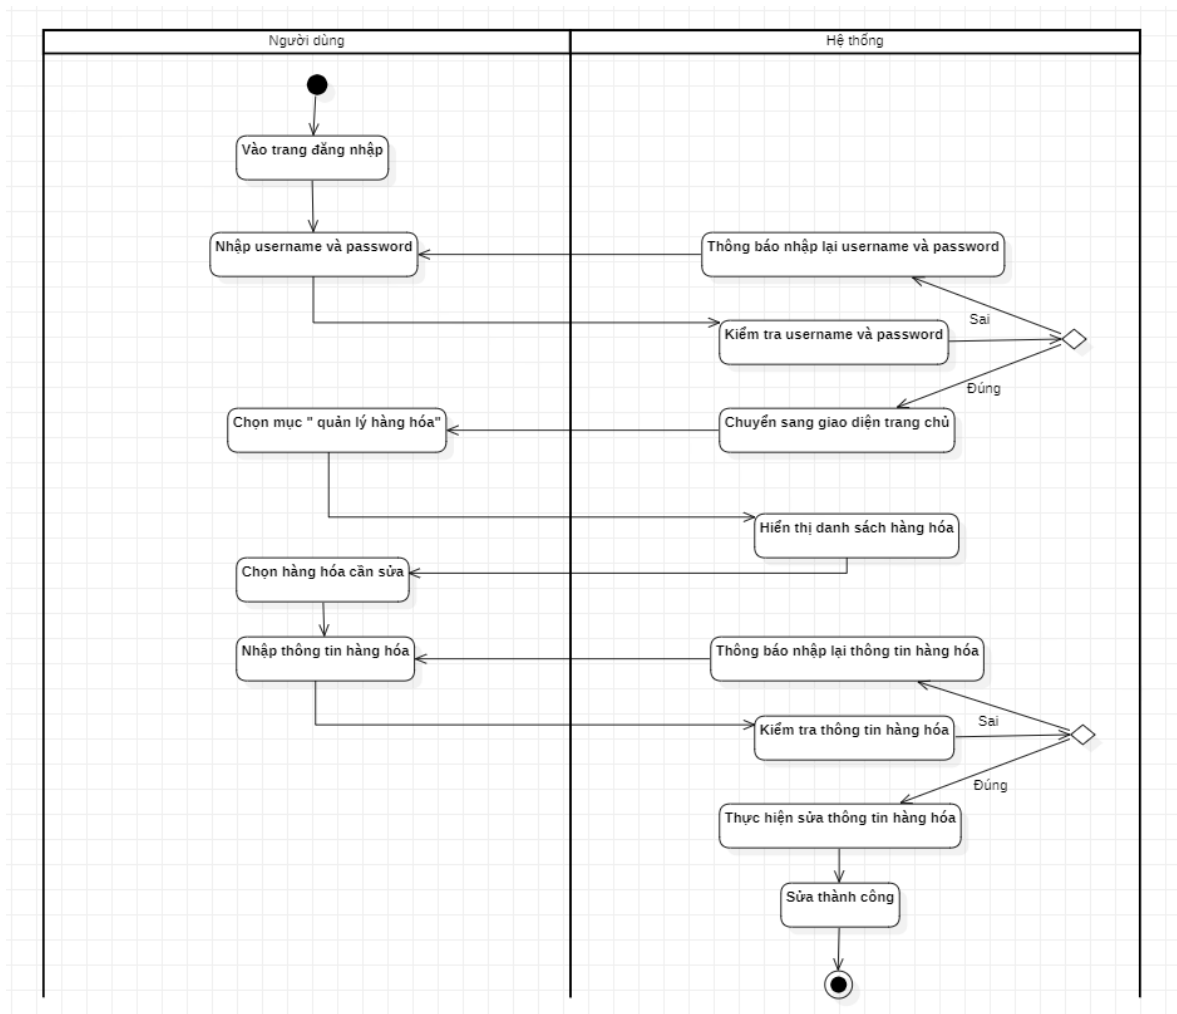 Người dùng
Hệ thống
Vào trang đăng nhập
Nhập username và password
Thông báo nhập lại username và password
Sai
Kiểm tra username và password
Đúng
Chọn mục " quản lý hàng hóa"
Chuyển sang giao diện trang chủ
Hiển thị danh sách hàng hóa
Chọn hàng hóa cần sửa
Nhập thông tin hàng hóa
Thông báo nhập lại thông tin hàng hóa
Sai
Kiểm tra thông tin hàng hóa
Đúng
Thực hiện sửa thông tin hàng hóa
Sửa thành công